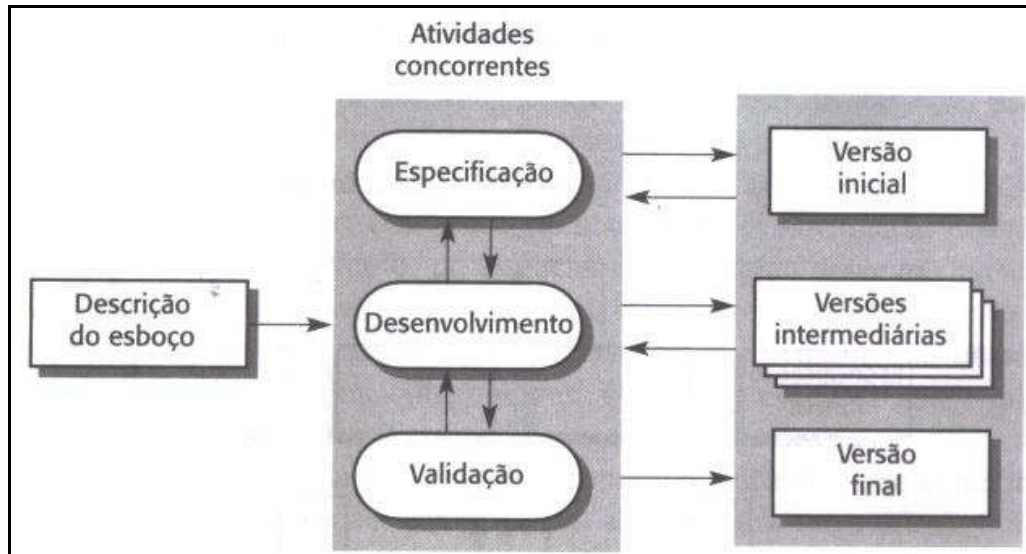 Atividades
concorrentes
Especificação
Versão
inicial
Descrição
do esboço
Desenvolvimento
Versões
intermediárias
Validação
Versão
final